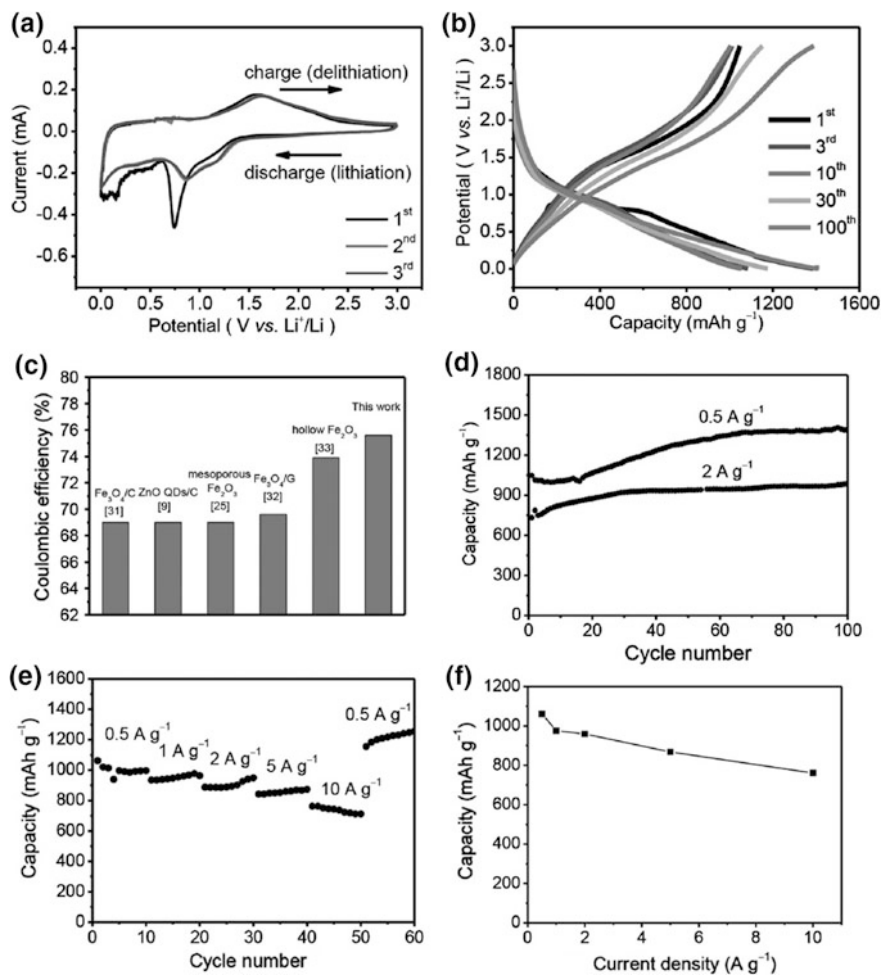 (a)
0.4
0.2
0.0
-0.2
-0.4
-0.6
Current (mA)
charge (delithiation)
discharge (lithiation)
1st
2nd
3rd
0.0 0.5 1.0 1.5 2.0 2.5 3.0
Potential ( V vs. Li⁺/Li )
(b)
3.0
2.5
2.0
1.5
1.0
0.5
0.0
Potential ( V vs. Li⁺/Li )
1st
3rd
10th
30th
100th
0 400 800 1200 1600
Capacity (mAh g⁻¹)
(c)
80
78
76
74
72
70
68
66
64
62
Coulombic efficiency (%)
Fe₃O₄/C
[31]
ZnO QDs/C
[9]
mesoporous
Fe₂O₃
[25]
Fe₃O₄/G
[32]
hollow Fe₂O₃
[33]
This work
(d)
1800
1500
1200
900
600
300
0
Capacity (mAh g⁻¹)
0.5 A g⁻¹
2 A g⁻¹
0 20 40 60 80 100
Cycle number
(e)
1600
1400
1200
1000
800
600
400
200
0
Capacity (mAh g⁻¹)
0.5 A g⁻¹
1 A g⁻¹
2 A g⁻¹
5 A g⁻¹
10 A g⁻¹
0.5 A g⁻¹
0 10 20 30 40 50 60
Cycle number
(f)
1200
1000
800
600
400
200
0
Capacity (mAh g⁻¹)
0 2 4 6 8 10
Current density (A g⁻¹)